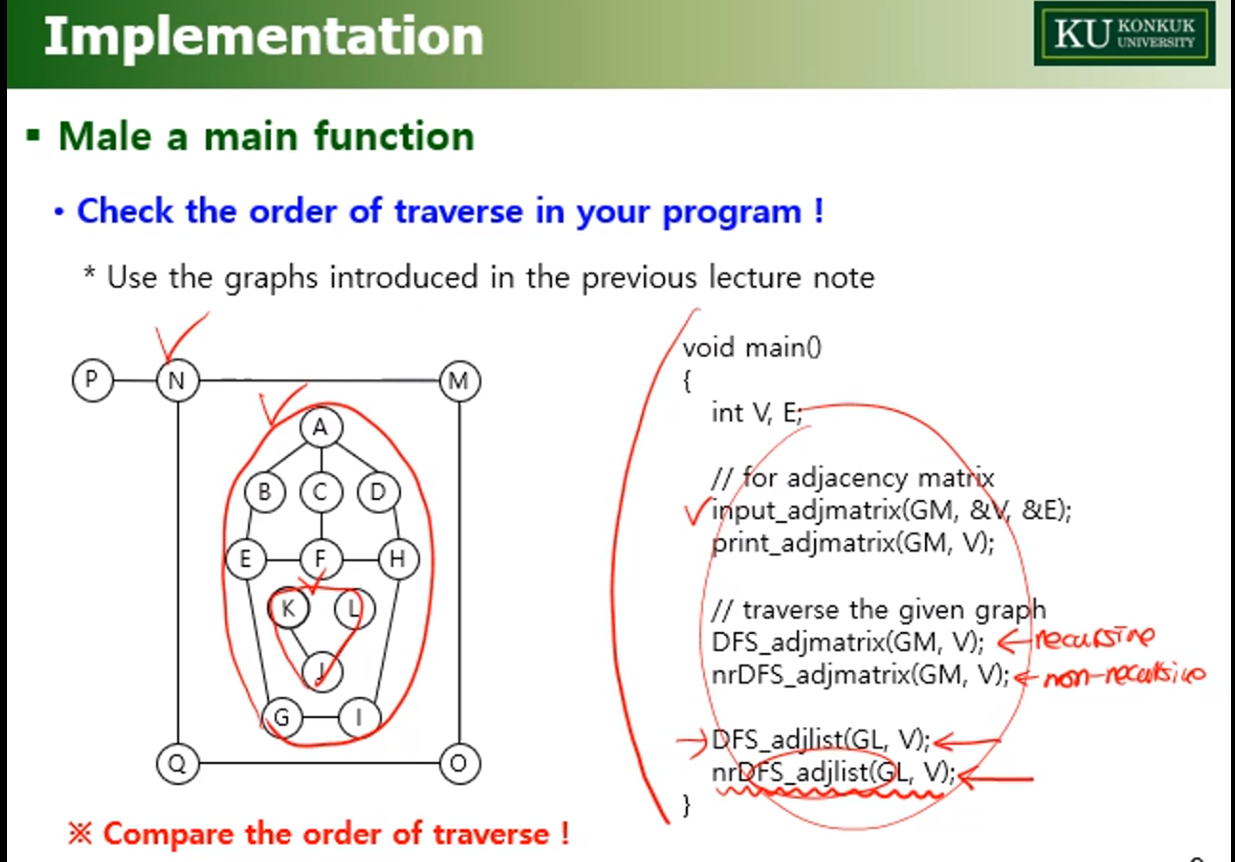 Implementation
KU KONKUK
UNIVERSITY
▪ Male a main function
• Check the order of traverse in your program !
* Use the graphs introduced in the previous lecture note
P N M
A
B C D
E F H
K L
J
G I
Q O
※ Compare the order of traverse !
void main()
{
int V, E;
// for adjacency matrix
input_adjmatrix(GM, &V, &E);
print_adjmatrix(GM, V);
// traverse the given graph
DFS_adjmatrix(GM, V); ← recursine
nrDFS_adjmatrix(GM, V); ← non-recursive
DFS_adjlist(GL, V);
nrDFS_adjlist(GL, V);
}